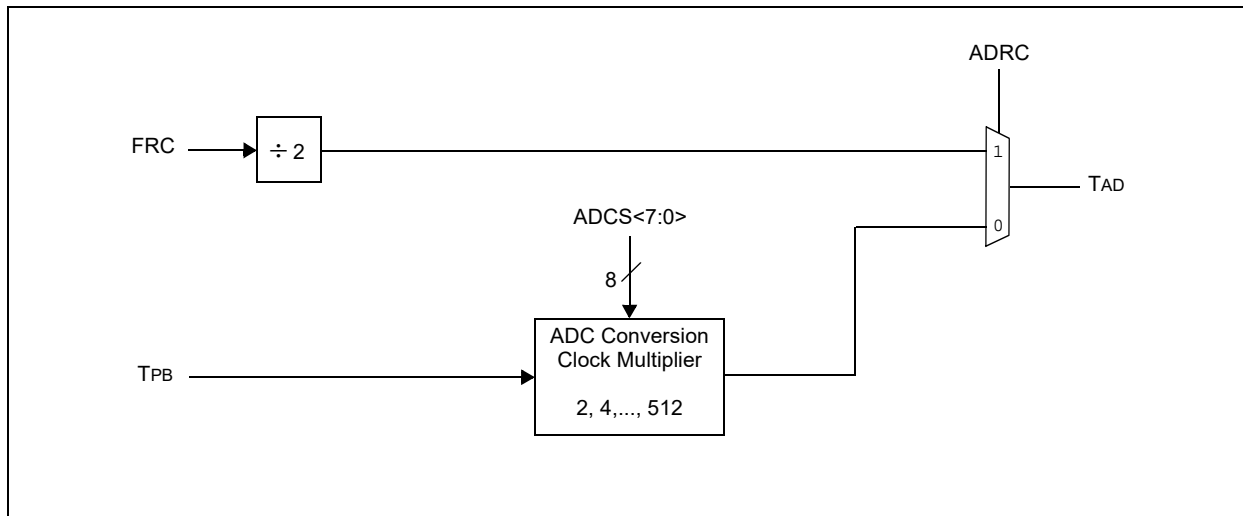 ADRC
FRC
÷ 2
1
TAD
ADCS<7:0>
0
8
ADC Conversion
Clock Multiplier
TPB
2, 4,..., 512